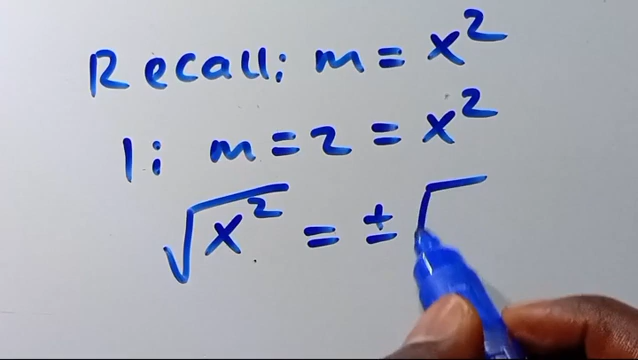 Recall: m = x²
1: m = 2 = x²
√x² = ±√